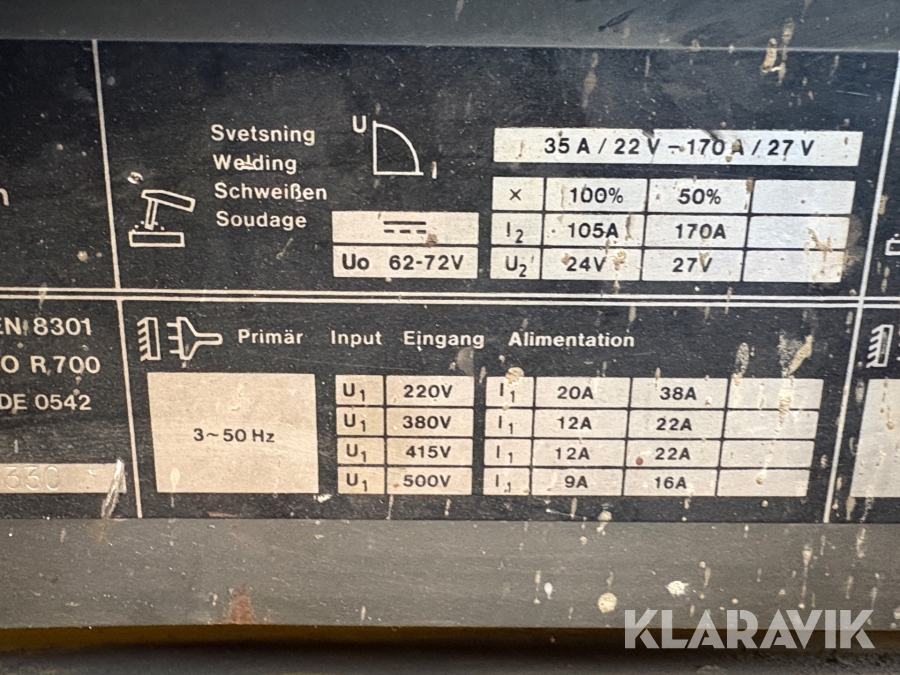 Svetsning
Welding
Schweißen
Soudage
U
I
Uo 62-72V
35 A / 22 V - 170 A / 27 V
X 100% 50%
I₂ 105A 170A
U₂ 24V 27V
EN 8301
R 700
DE 0542
330
Primär Input Eingang Alimentation
3~50 Hz
U₁ 220V I₁ 20A 38A
U₁ 380V I₁ 12A 22A
U₁ 415V I₁ 12A 22A
U₁ 500V I₁ 9A 16A
KLARAVIK